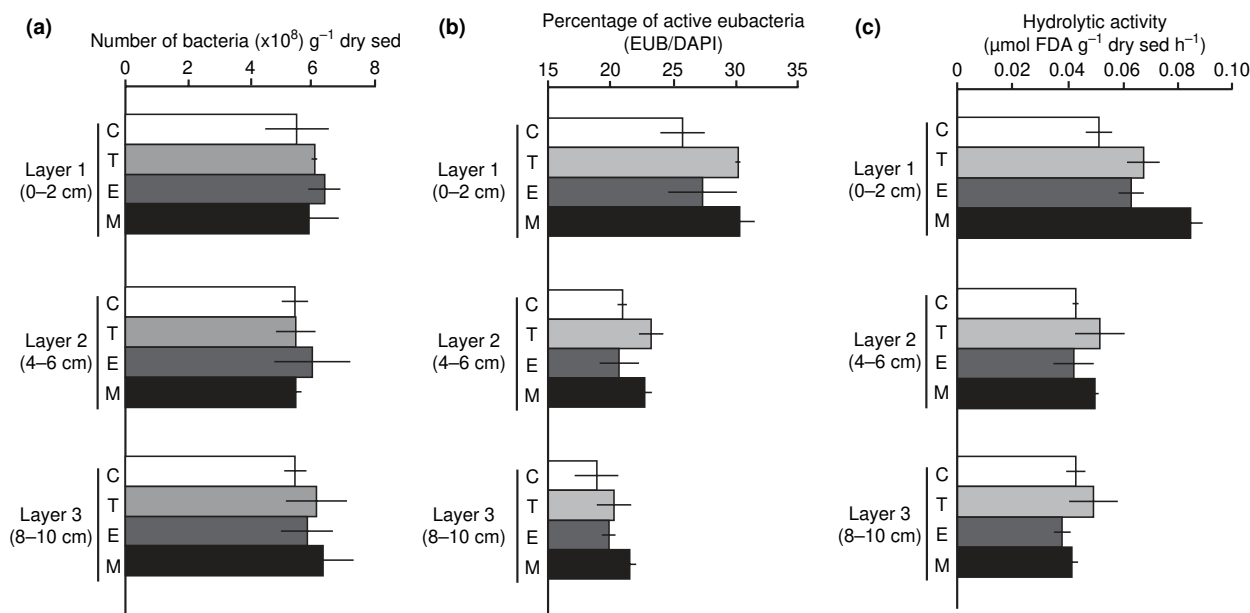 (a)
Number of bacteria (x10⁸) g⁻¹ dry sed
0 2 4 6 8
Layer 1
(0–2 cm)
C
T
E
M
Layer 2
(4–6 cm)
C
T
E
M
Layer 3
(8–10 cm)
C
T
E
M
(b)
Percentage of active eubacteria
(EUB/DAPI)
15 20 25 30 35
Layer 1
(0–2 cm)
C
T
E
M
Layer 2
(4–6 cm)
C
T
E
M
Layer 3
(8–10 cm)
C
T
E
M
(c)
Hydrolytic activity
(µmol FDA g⁻¹ dry sed h⁻¹)
0 0.02 0.04 0.06 0.08 0.10
Layer 1
(0–2 cm)
C
T
E
M
Layer 2
(4–6 cm)
C
T
E
M
Layer 3
(8–10 cm)
C
T
E
M